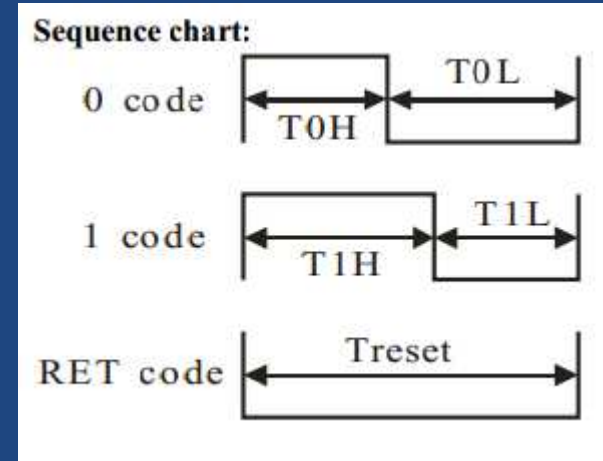 Sequence chart:
0 code
T0H
T0L
1 code
T1H
T1L
RET code
Treset